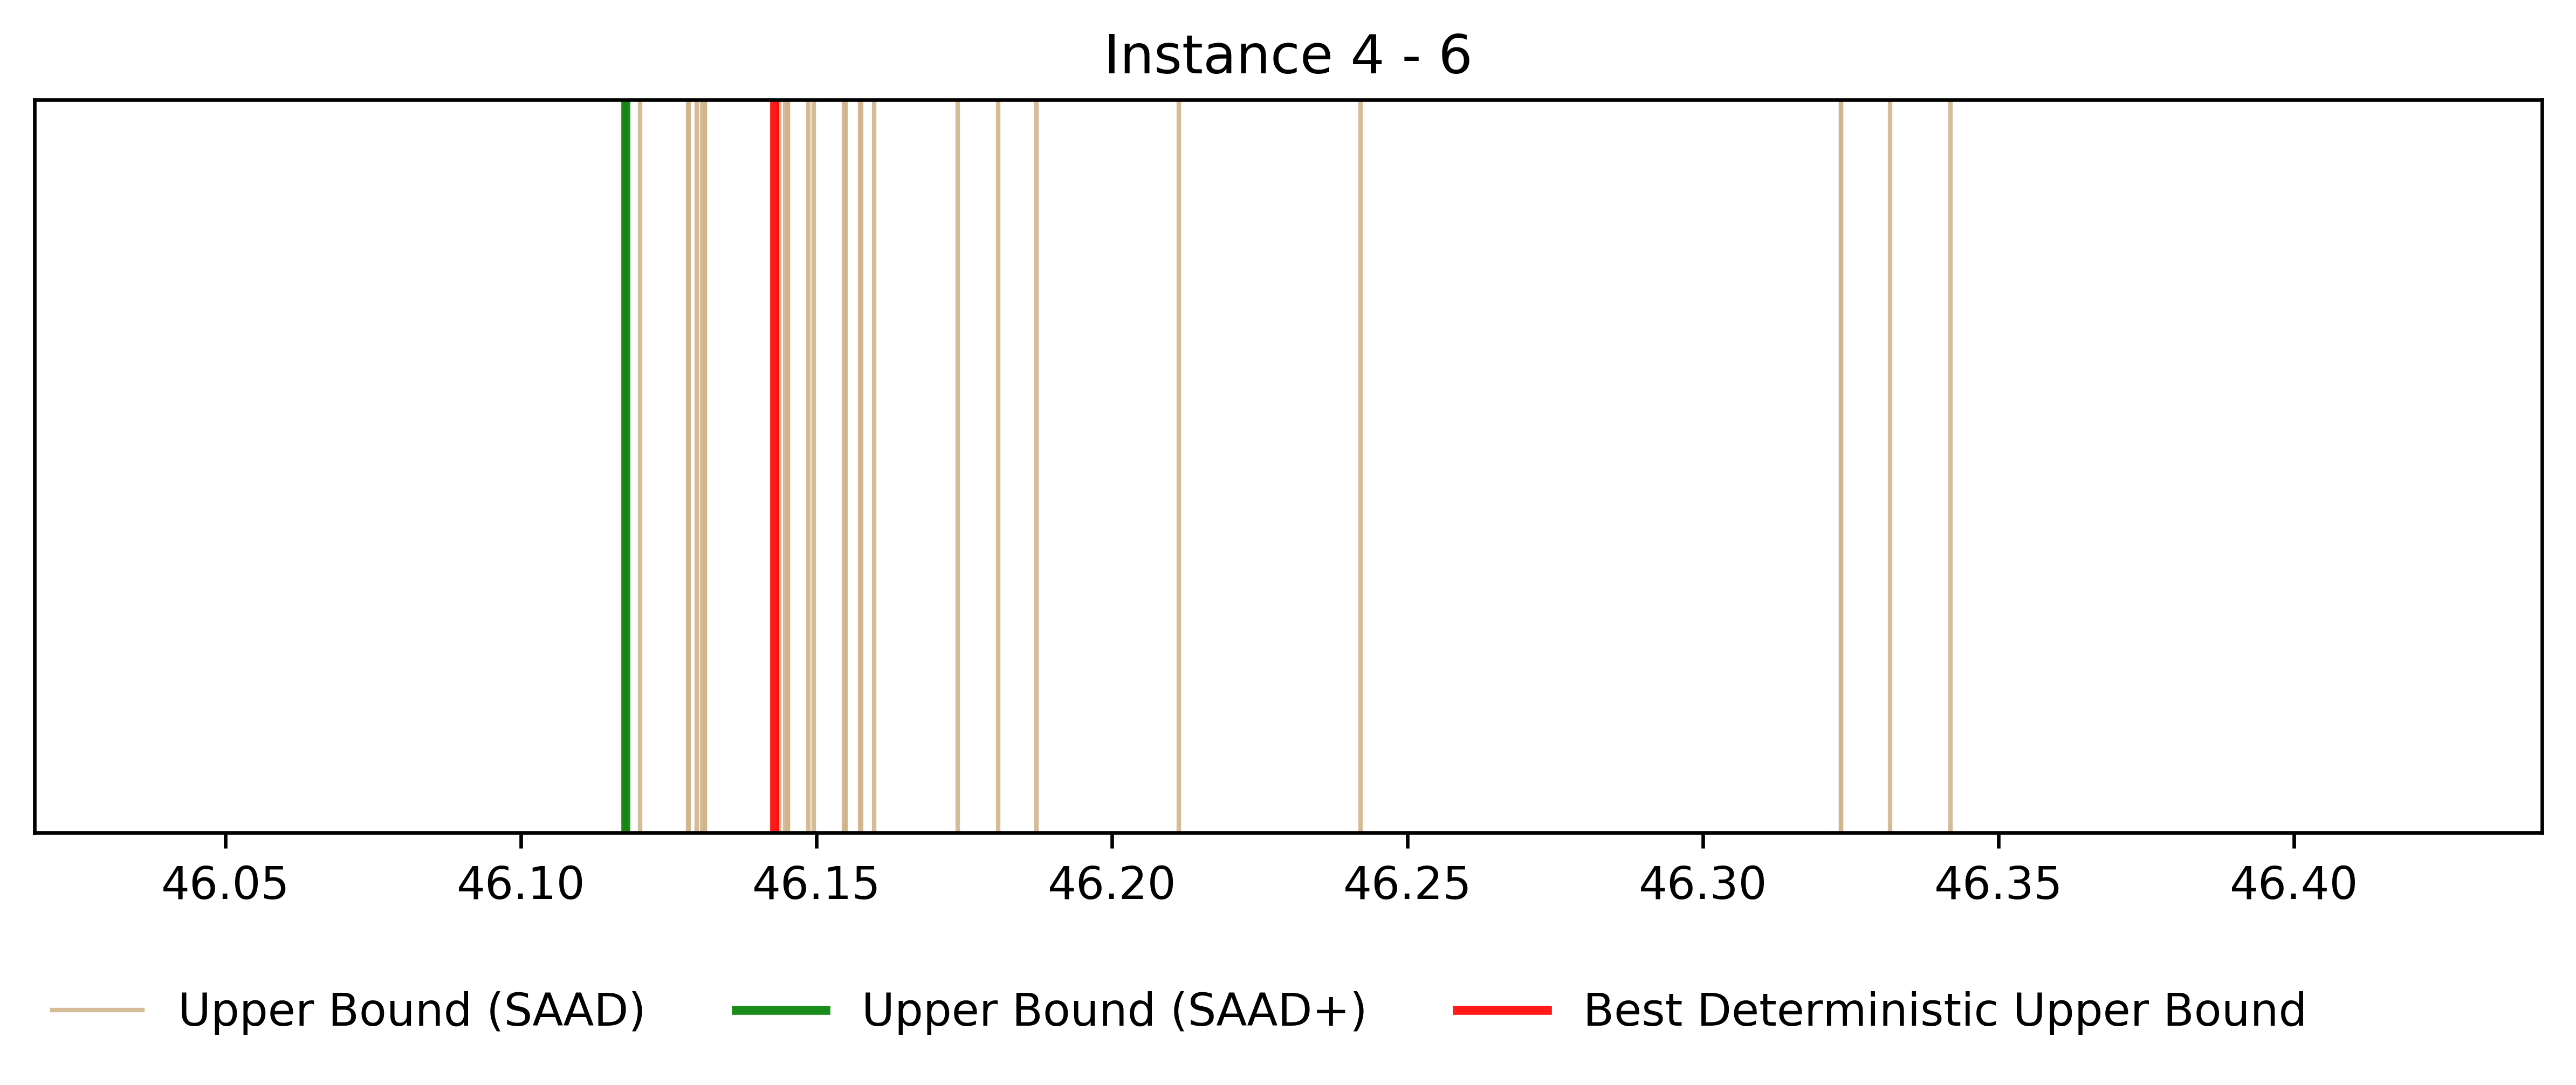 Instance 4 - 6
46.05 46.10 46.15 46.20 46.25 46.30 46.35 46.40
Upper Bound (SAAD) Upper Bound (SAAD+) Best Deterministic Upper Bound